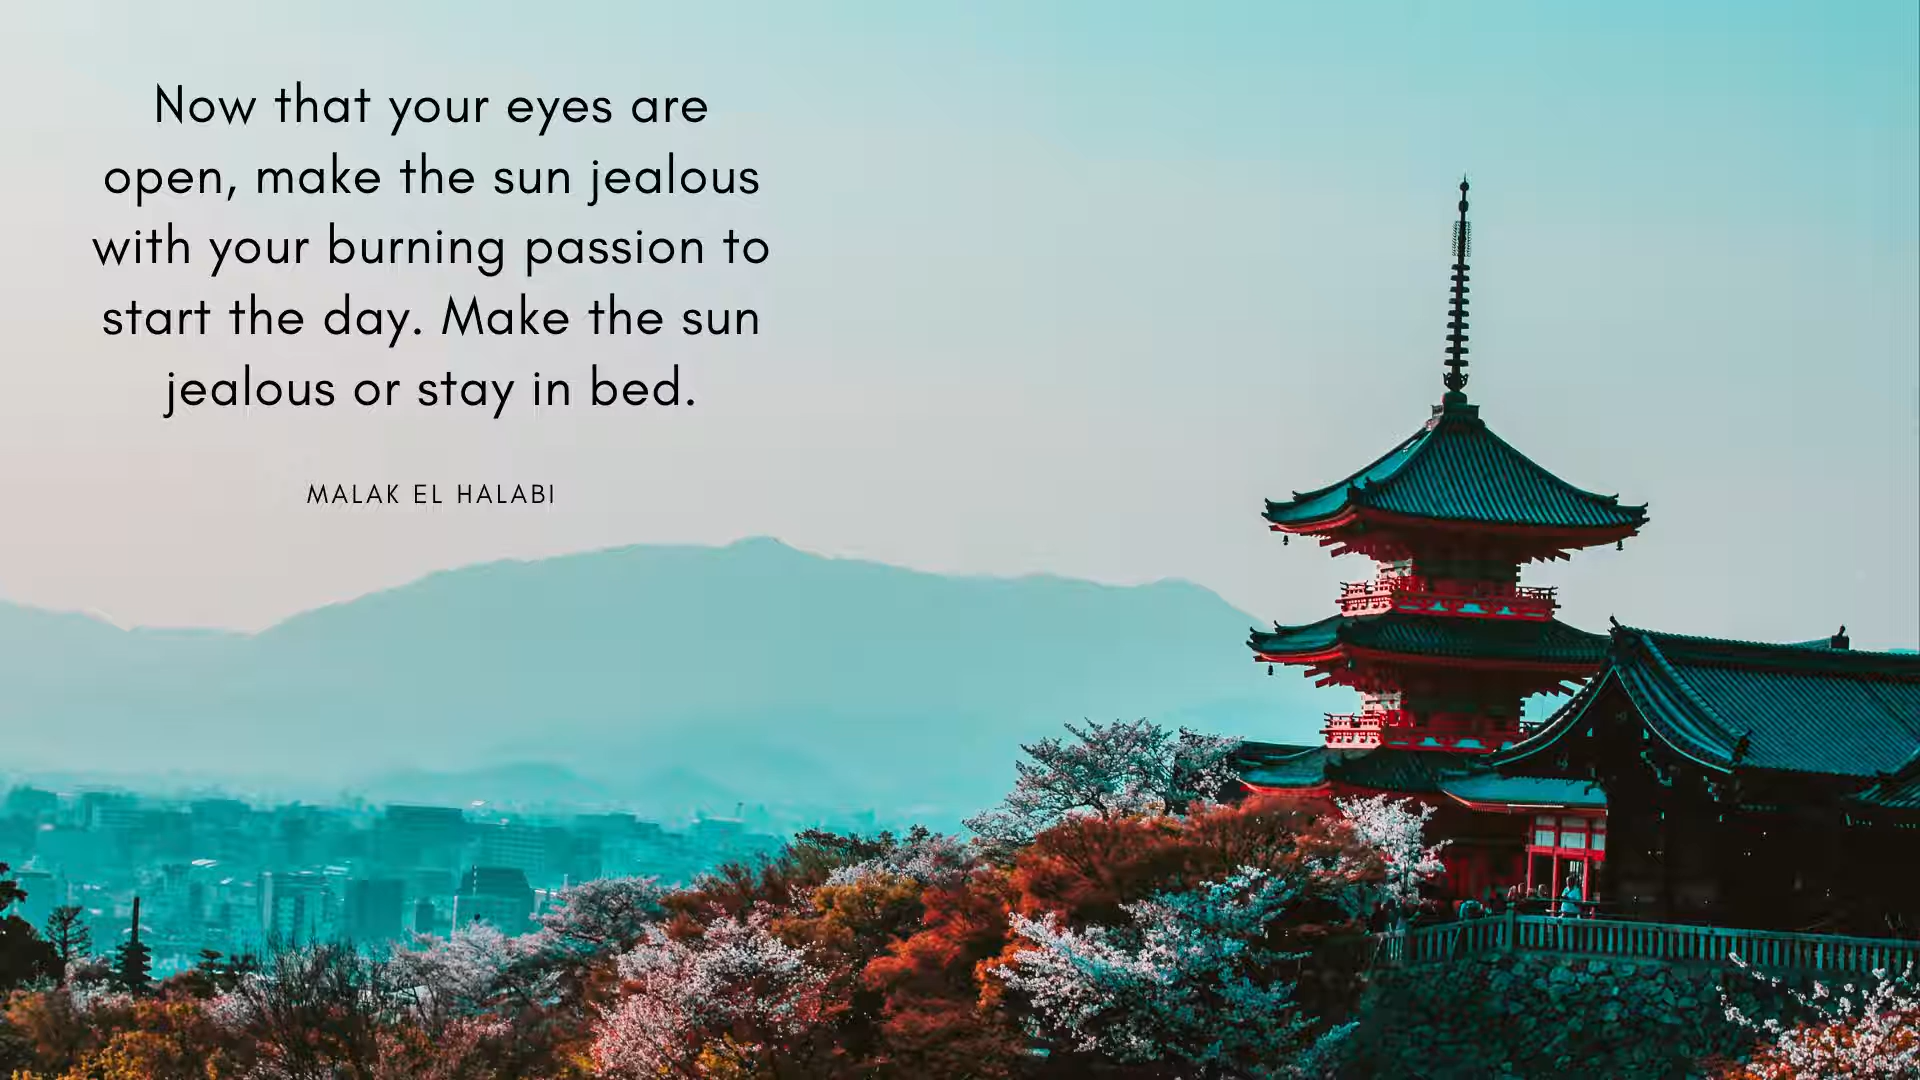 Now that your eyes are
open, make the sun jealous
with your burning passion to
start the day. Make the sun
jealous or stay in bed.
MALAK EL HALABI